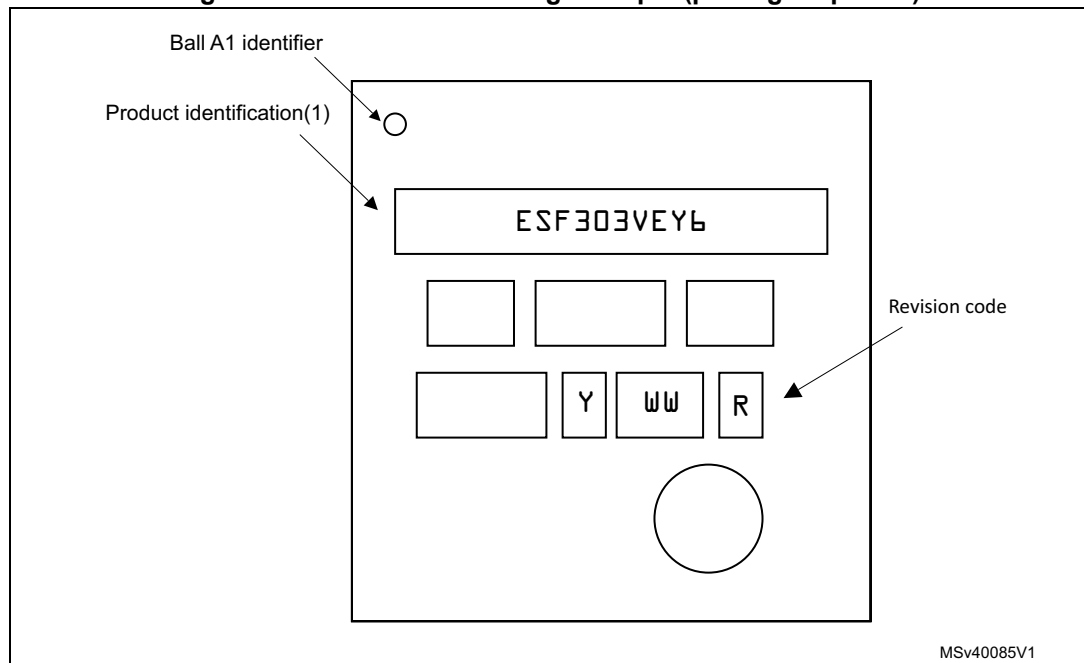 Ball A1 identifier
Product identification(1)
ESF303VEY6
Revision code
Y WW R
MSv40085V1